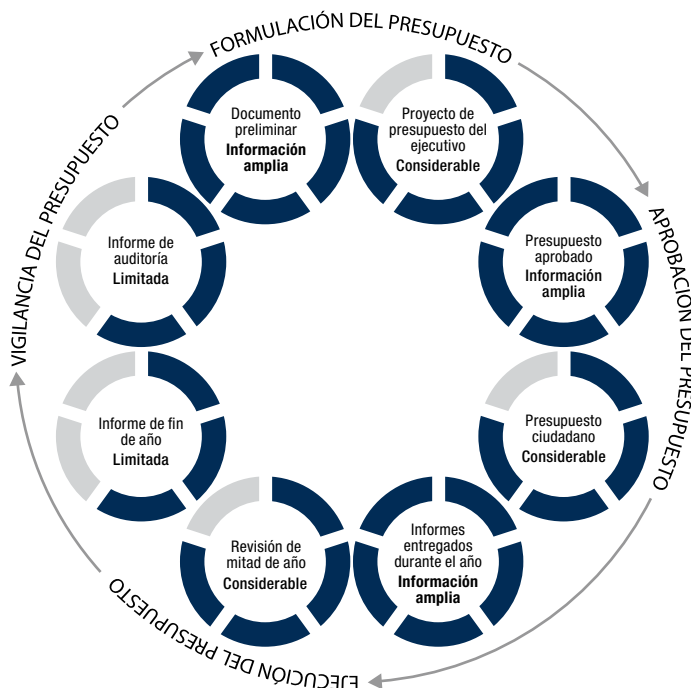 FORMULACIÓN DEL PRESUPUESTO
Documento
preliminar
Información
amplia
Proyecto de
presupuesto del
ejecutivo
Considerable
APROBACION DEL PRESUPUESTO
Presupuesto
aprobado
Información
amplia
Presupuesto
ciudadano
Considerable
Informes
entregados
durante el año
Información
amplia
EJECUCIÓN DEL PRESUPUESTO
Revisión de
mitad de año
Considerable
Informe de fin
de año
Limitada
VIGILANCIA DEL PRESUPUESTO
Informe de
auditoría
Limitada